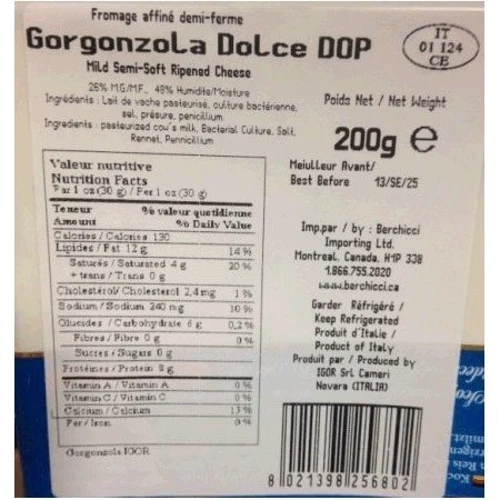 Fromage affiné demi-ferme
Gorgonzola Dolce DOP
Mild Semi-Soft Ripened Cheese
IT
01 124
CE
26% M.G/M.F. 48% Humidite/Moisture
Ingrédients : Lait de vache pasteurisé, culture bactérienne,
sel, présure, penicillium
Ingredients : pasteurized cow's milk, Bacterial Culture, Salt,
Rennet, Pennicillium
Poids Net / Net Weight
200g e
Meiulleur Avant/
Best Before 13/SE/25
Valeur nutritive
Nutrition Facts
Par 1 oz (30 g) / Per 1 oz (30 g)
Teneur % valeur quotidienne
Amount % Daily Value
Calories / Calories 130
Lipides / Fat 12 g 14 %
Saturés / Saturated 4 g 20 %
+ trans / Trans 0 g
Cholestérol/ Cholesterol 2,4 mg 1 %
Sodium / Sodium 240 mg 10 %
Glucides / Carbohydrate 6 g 0,2 %
Fibres / Fibre 0 g 0 %
Sucres / Sugars 0 g
Protéines / Protein 8 g
Vitamin A / Vitamin A 0 %
Vitamin C / Vitamin C 0 %
Calcium / Calcium 13 %
Fer / Iron
Gorgonzola IGOR
Imp.par / by : Berchicci
Importing Ltd.
Montreal, Canada, H1P 3J8
1.866.755.2020
www.berchicci.ca
Garder Réfrigéré /
Keep Refrigerated
Produit d'Italie /
Product of Italy
Produit par / Produced by
IGOR Srl Cameri
Novara (ITALIA)
8 021398 256802